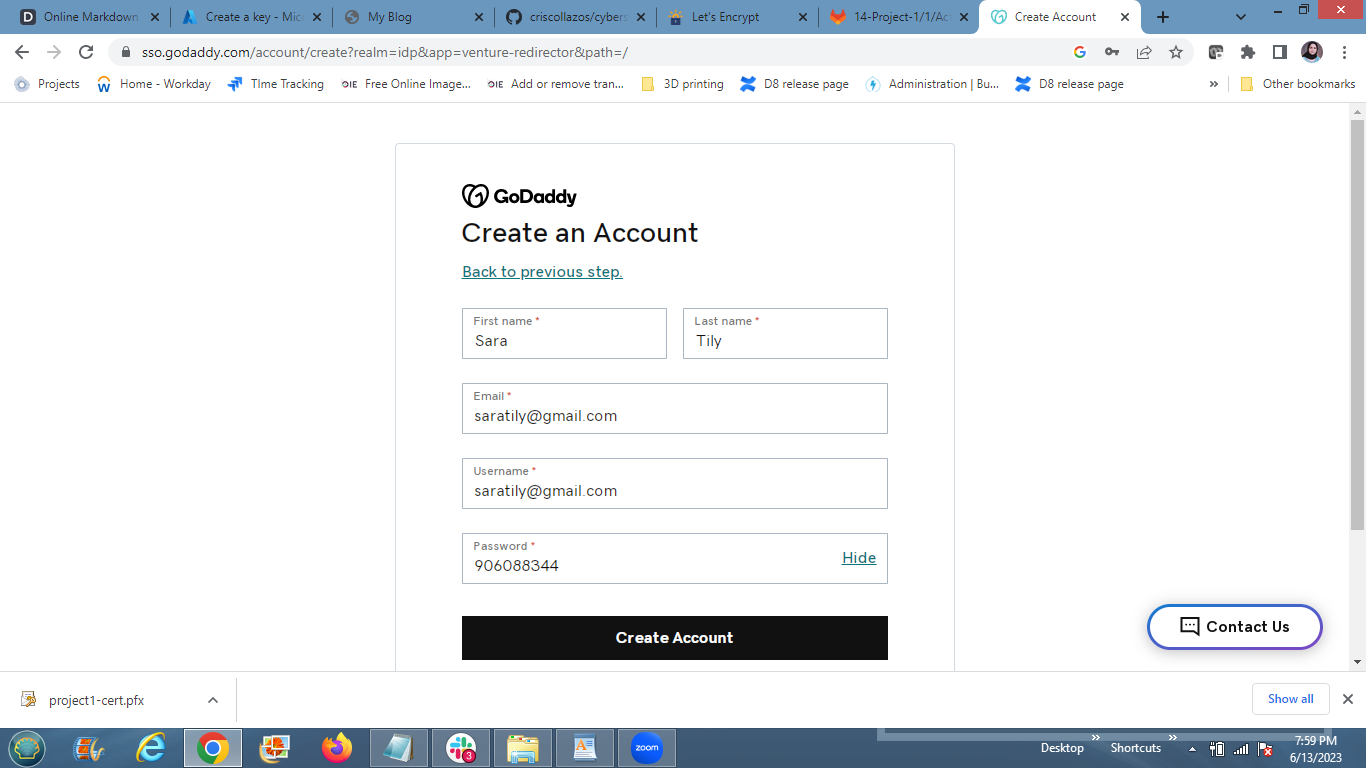 Online Markdown
Create a key - Mic
My Blog
criscollazos/cybers
Let's Encrypt
14-Project-1/1/Ac
Create Account
sso.godaddy.com/account/create?realm=idp&app=venture-redirector&path=/
Projects
Home - Workday
TIme Tracking
Free Online Image...
Add or remove tran...
3D printing
D8 release page
Administration | Bu...
D8 release page
»
Other bookmarks
GoDaddy
Create an Account
Back to previous step.
First name *
Last name *
Sara
Tily
Email *
saratily@gmail.com
Username *
saratily@gmail.com
Password *
906088344
Hide
Create Account
Contact Us
project1-cert.pfx
Show all
3
zoom
Desktop
»
Shortcuts
»
7:59 PM
6/13/2023